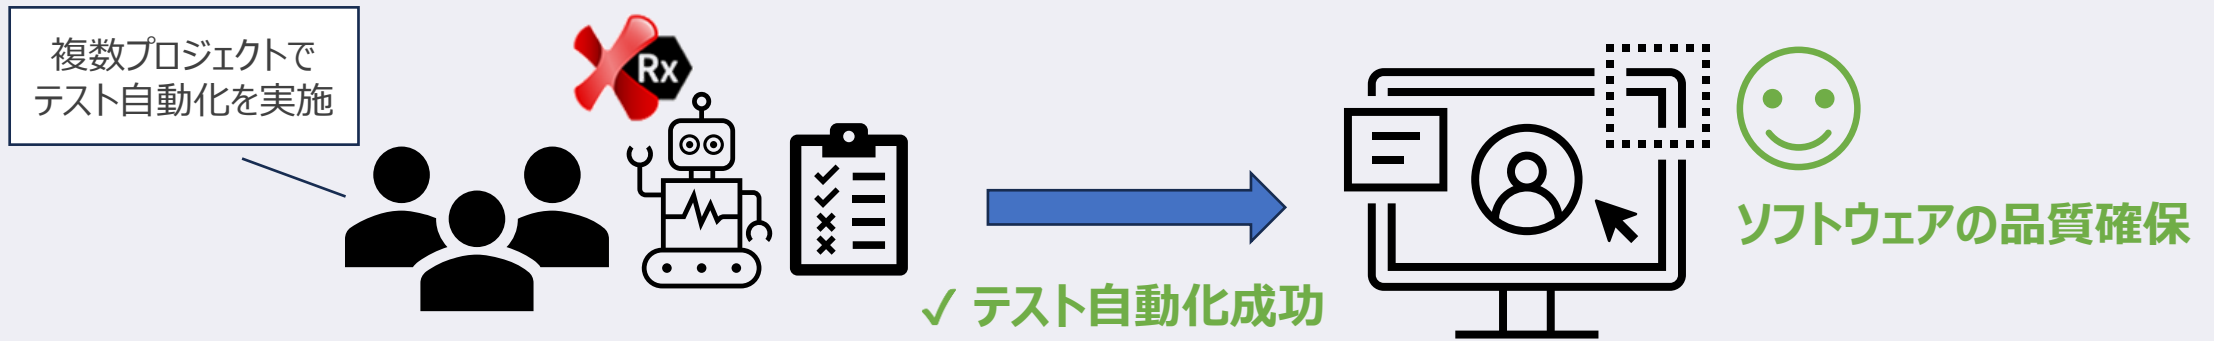 複数プロジェクトで
テスト自動化を実施
Rx
✓ テスト自動化成功
ソフトウェアの品質確保